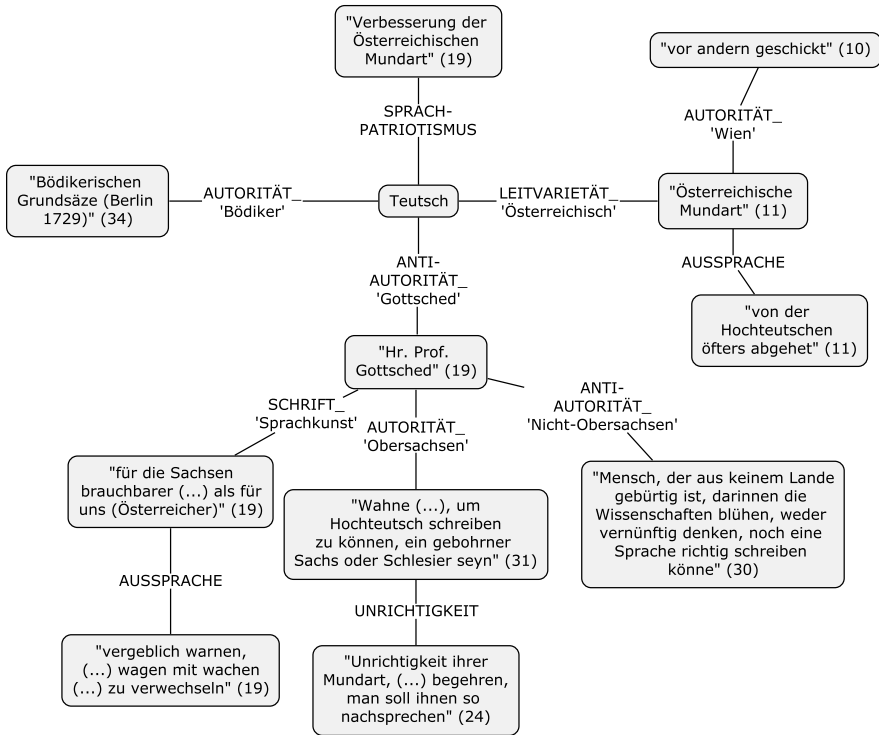 "Verbesserung der
Österreichischen
Mundart" (19)
"vor andern geschickt" (10)
SPRACH-
PATRIOTISMUS
AUTORITÄT_
'Wien'
"Bödikerischen
Grundsäze (Berlin
1729)" (34)
AUTORITÄT_
'Bödiker'
Teutsch
LEITVARIETÄT_
'Österreichisch'
"Österreichische
Mundart" (11)
ANTI-
AUTORITÄT_
'Gottsched'
AUSSPRACHE
"von der
Hochteutschen
öfters abgehet" (11)
"Hr. Prof.
Gottsched" (19)
SCHRIFT_
'Sprachkunst'
AUTORITÄT_
'Obersachsen'
ANTI-
AUTORITÄT_
'Nicht-Obersachsen'
"für die Sachsen
brauchbarer (...) als für
uns (Österreicher)" (19)
"Wahne (...), um
Hochteutsch schreiben
zu können, ein gebohrner
Sachs oder Schlesier seyn" (31)
"Mensch, der aus keinem Lande
gebürtig ist, darinnen die
Wissenschaften blühen, weder
vernünftig denken, noch eine
Sprache richtig schreiben
könne" (30)
AUSSPRACHE
UNRICHTIGKEIT
"vergeblich warnen,
(...) wagen mit wachen
(...) zu verwechseln" (19)
"Unrichtigkeit ihrer
Mundart, (...) begehren,
man soll ihnen so
nachsprechen" (24)